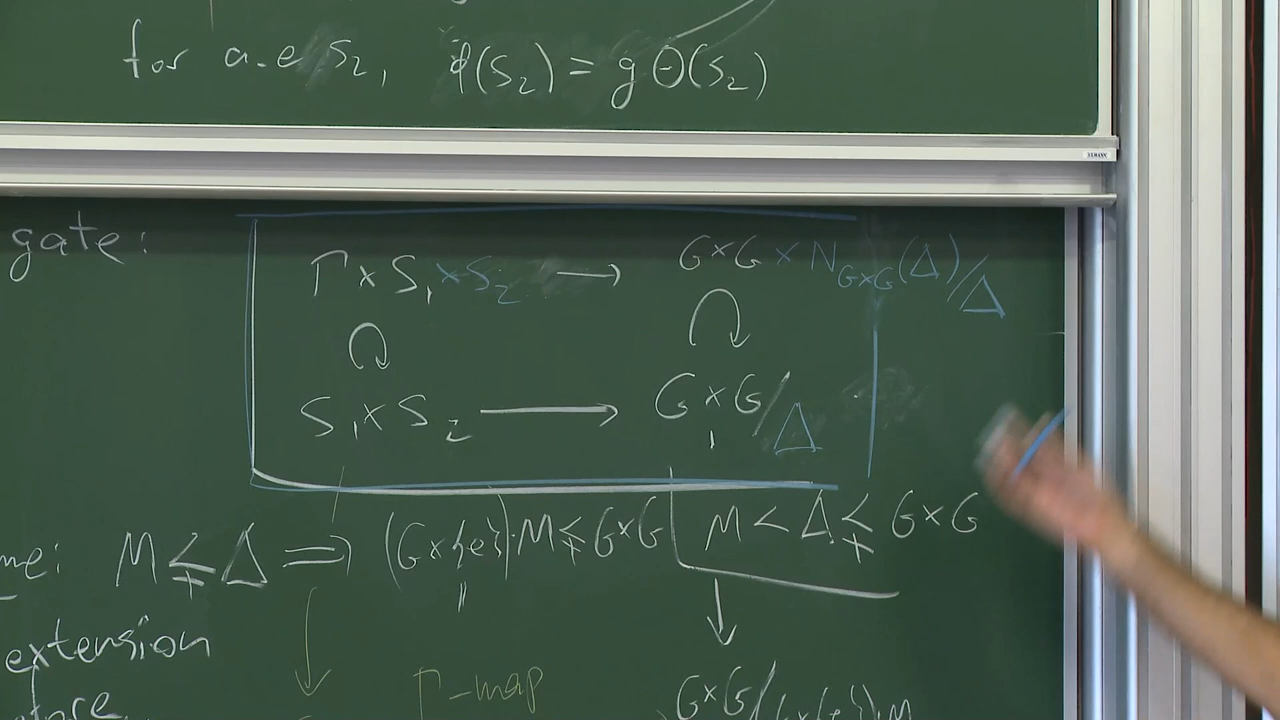 for a.e S₂, φ(S₂) = g Θ(S₂)
gate:
Γ × S₁ × S₂ ⟶ G×G × N_{G×G}(Δ)/Δ
S₁ × S₂ ⟶ G × G/Δ
me: M ⪇ Δ ⟹ (G×{e})·M ⪇ G×G
M < Δ ⪇ G×G
extension
Γ-map
G×G/(G×{e})·M